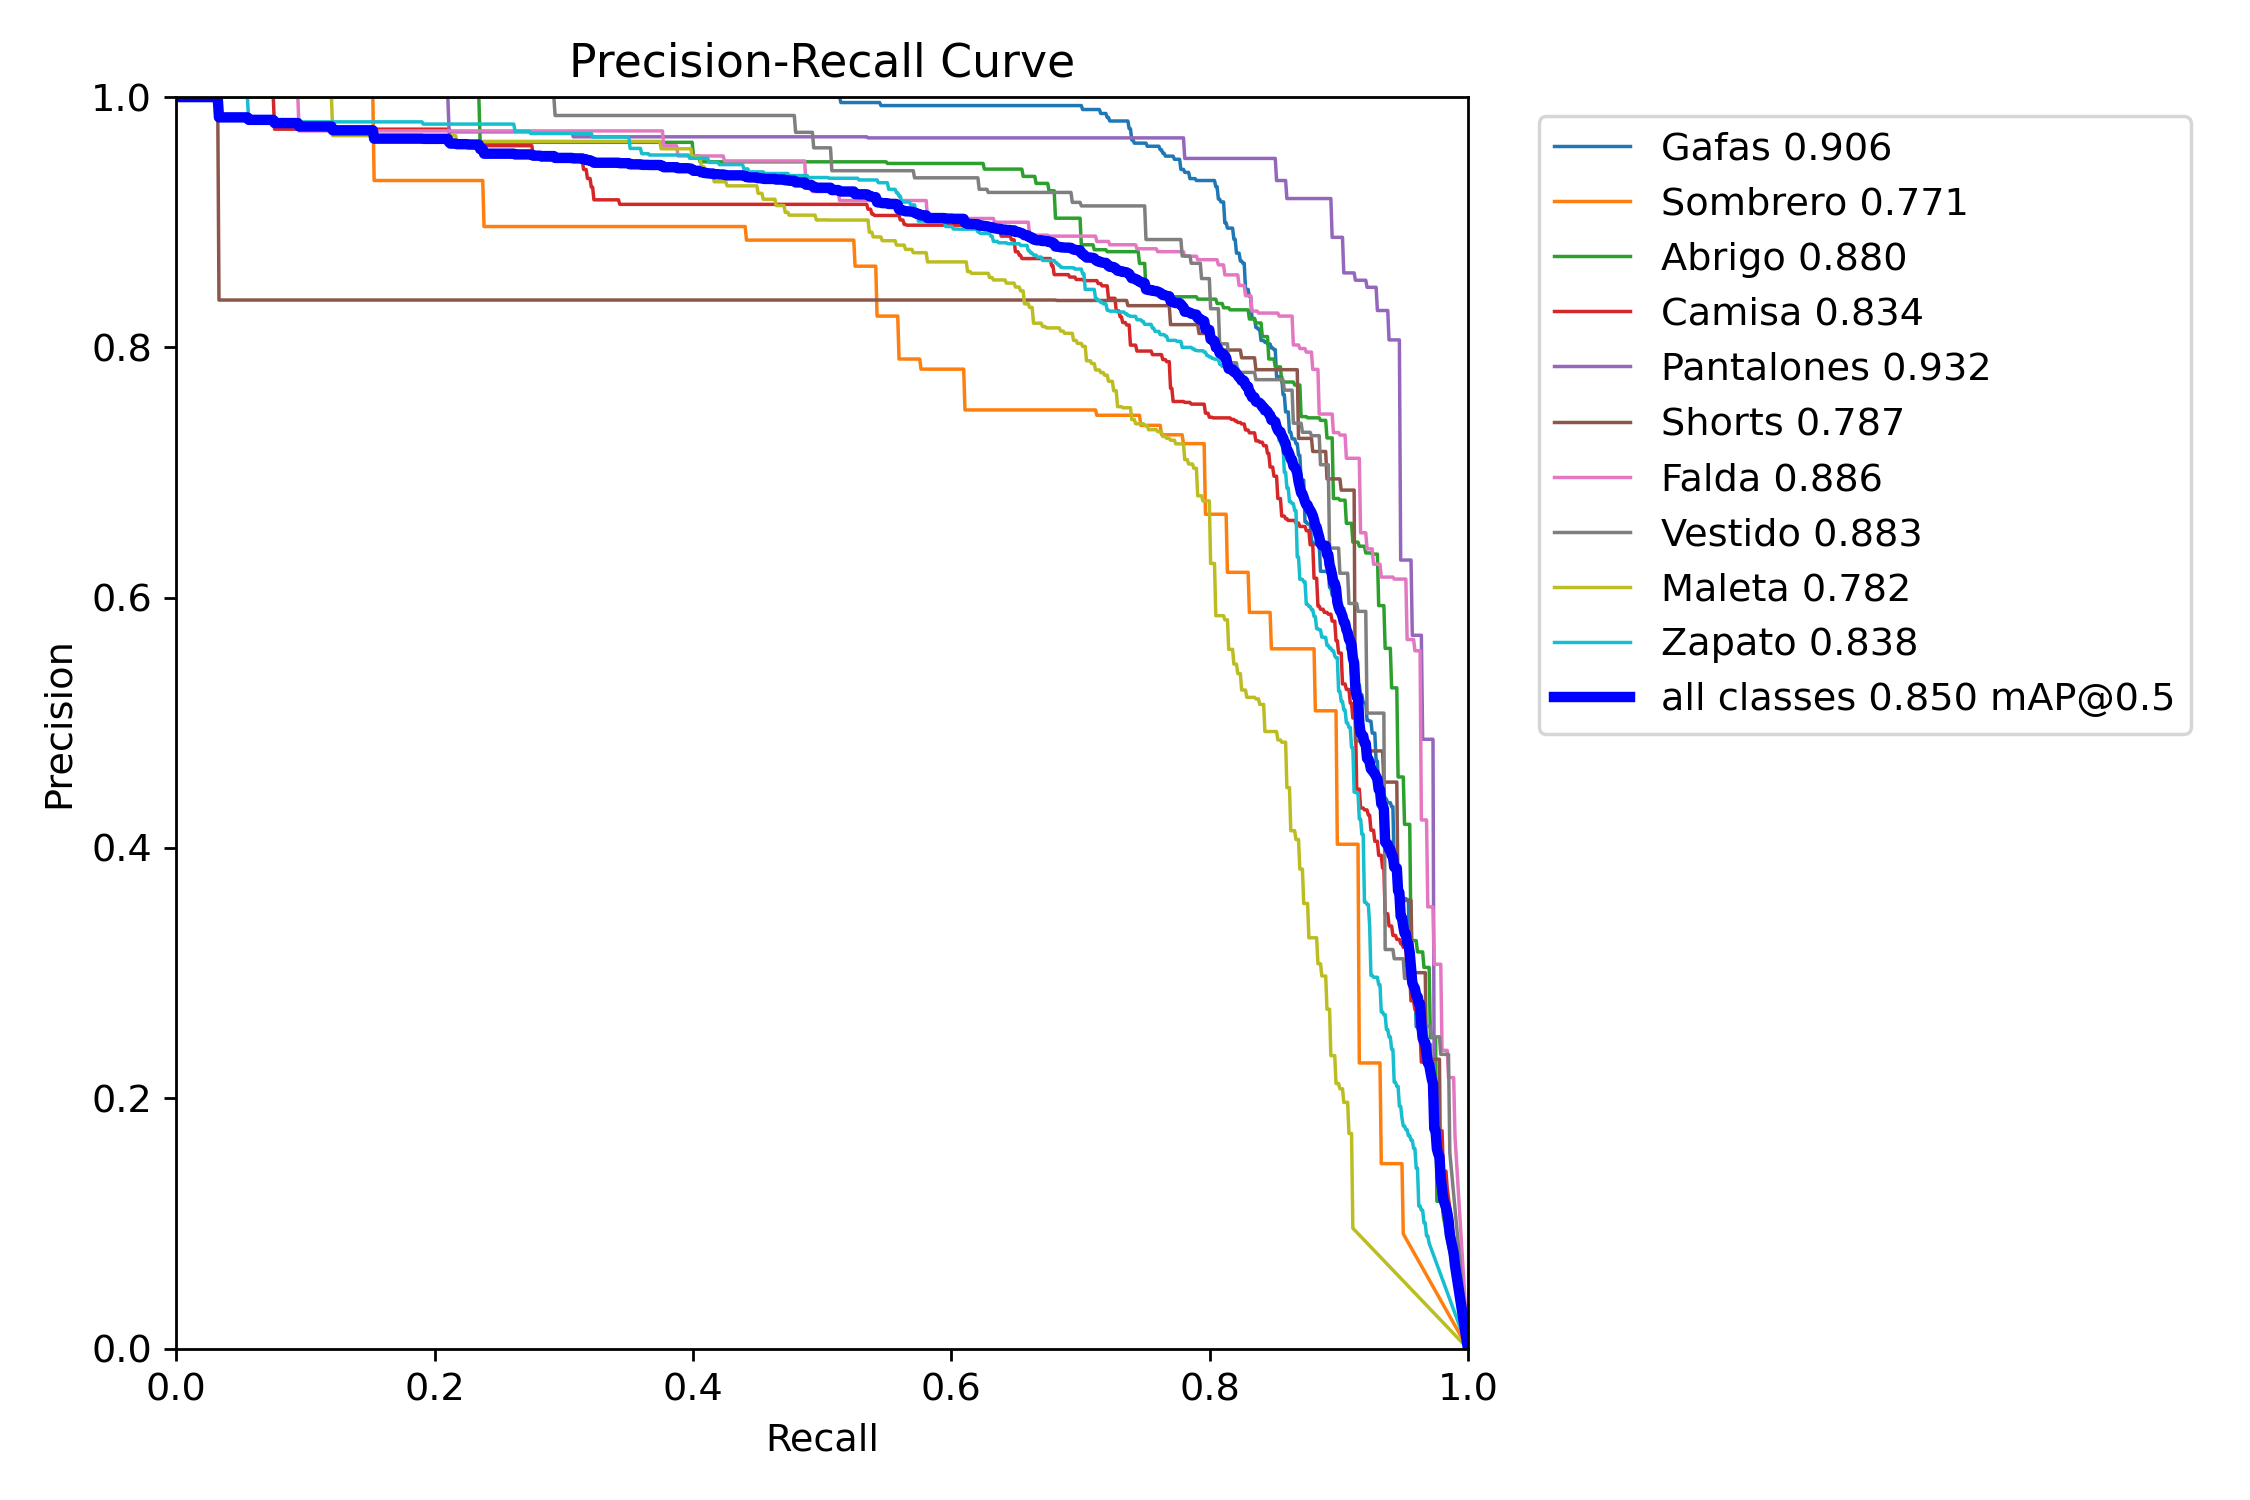 Precision-Recall Curve
1.0
0.8
0.6
0.4
0.2
0.0
Precision
0.0 0.2 0.4 0.6 0.8 1.0
Recall
Gafas 0.906
Sombrero 0.771
Abrigo 0.880
Camisa 0.834
Pantalones 0.932
Shorts 0.787
Falda 0.886
Vestido 0.883
Maleta 0.782
Zapato 0.838
all classes 0.850 mAP@0.5